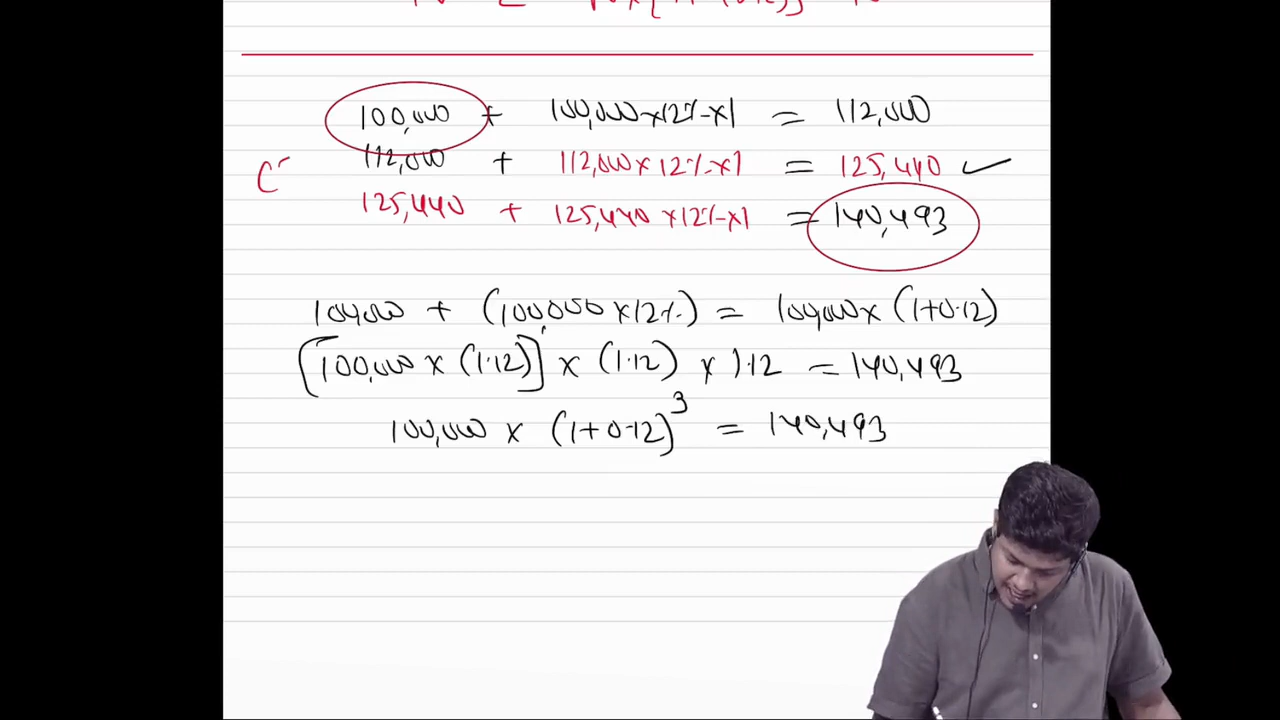 100,000 + 100,000 x 12% x 1 = 112,000
112,000 + 112,000 x 12% x 1 = 125,440 ✓
125,440 + 125,440 x 12% x 1 = 140,493
100,000 + (100000 x 12%) = 100,000 x (1+0.12)
[100,000 x (1.12)]' x (1.12) x 1.12 = 140,493
100,000 x (1+0.12)³ = 140,493